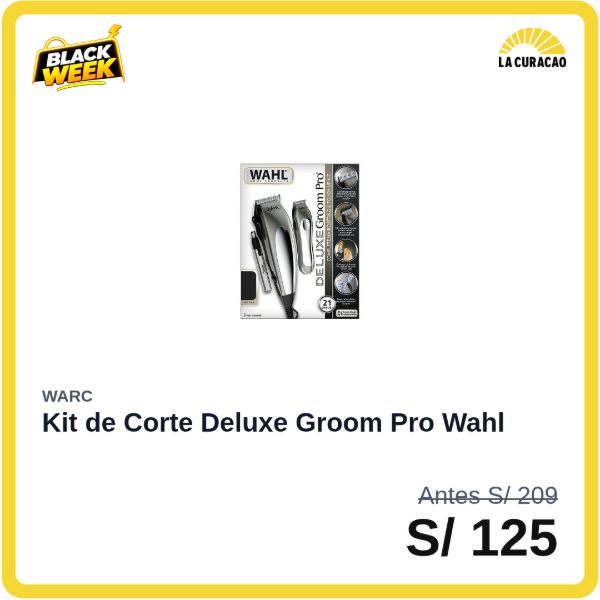 BLACK
WEEK
LA CURACAO
WAHL
WAHL
DELUXE Groom Pro
21
WARC
Kit de Corte Deluxe Groom Pro Wahl
Antes S/ 209
S/ 125